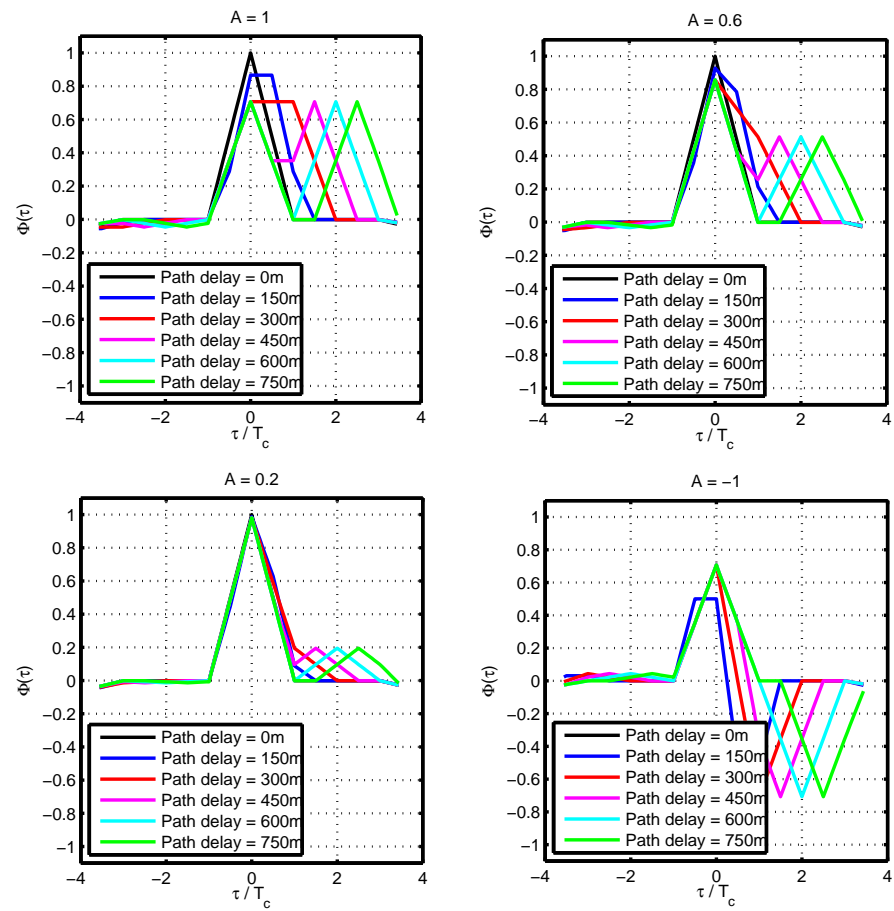 A = 1
1
0.8
0.6
0.4
0.2
0
−0.2
−0.4
−0.6
−0.8
−1
Φ(τ)
Path delay = 0m
Path delay = 150m
Path delay = 300m
Path delay = 450m
Path delay = 600m
Path delay = 750m
−4
−2
0
2
4
τ / T_c
A = 0.6
1
0.8
0.6
0.4
0.2
0
−0.2
−0.4
−0.6
−0.8
−1
Φ(τ)
Path delay = 0m
Path delay = 150m
Path delay = 300m
Path delay = 450m
Path delay = 600m
Path delay = 750m
−4
−2
0
2
4
τ / T_c
A = 0.2
1
0.8
0.6
0.4
0.2
0
−0.2
−0.4
−0.6
−0.8
−1
Φ(τ)
Path delay = 0m
Path delay = 150m
Path delay = 300m
Path delay = 450m
Path delay = 600m
Path delay = 750m
−4
−2
0
2
4
τ / T_c
A = −1
1
0.8
0.6
0.4
0.2
0
−0.2
−0.4
−0.6
−0.8
−1
Φ(τ)
Path delay = 0m
Path delay = 150m
Path delay = 300m
Path delay = 450m
Path delay = 600m
Path delay = 750m
−4
−2
0
2
4
τ / T_c